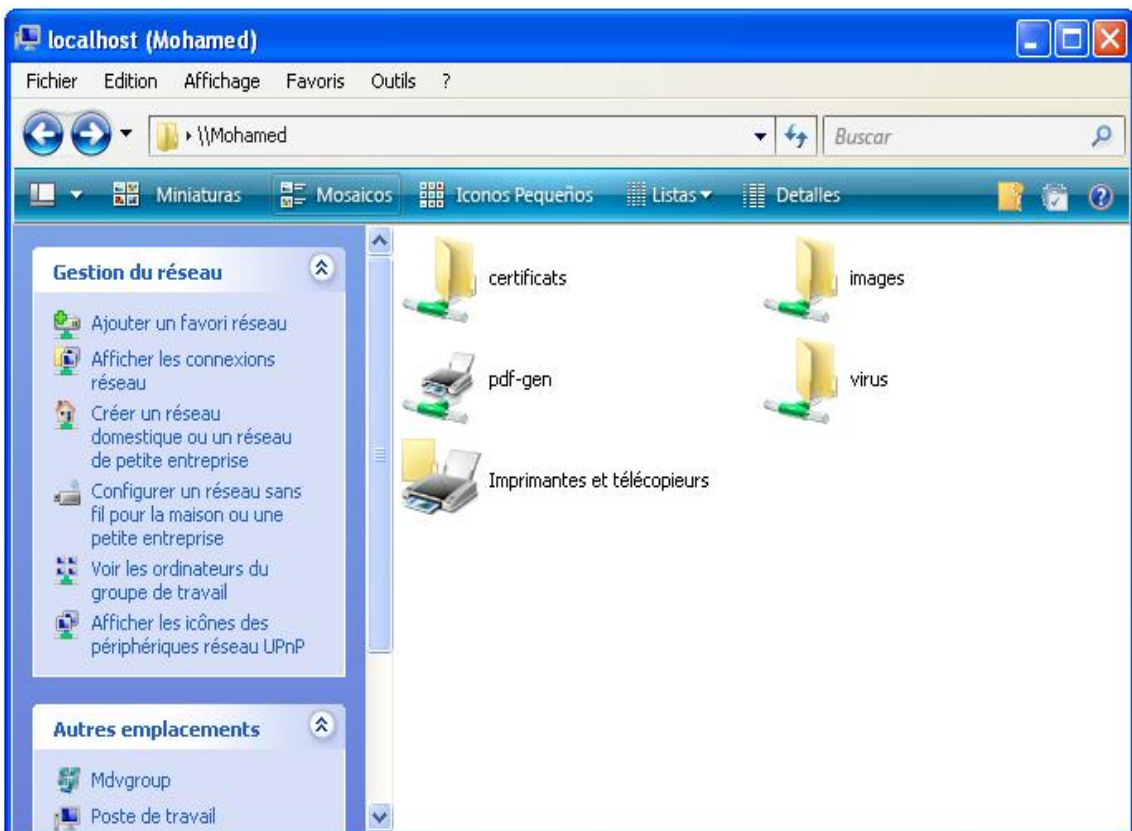 localhost (Mohamed)
Fichier Edition Affichage Favoris Outils ?
\\Mohamed
Buscar
Miniaturas Mosaicos Iconos Pequeños Listas Detalles
Gestion du réseau
Ajouter un favori réseau
Afficher les connexions
réseau
Créer un réseau
domestique ou un réseau
de petite entreprise
Configurer un réseau sans
fil pour la maison ou une
petite entreprise
Voir les ordinateurs du
groupe de travail
Afficher les icônes des
périphériques réseau UPnP
Autres emplacements
Mdvgroup
Poste de travail
certificats
images
pdf-gen
virus
Imprimantes et télécopieurs